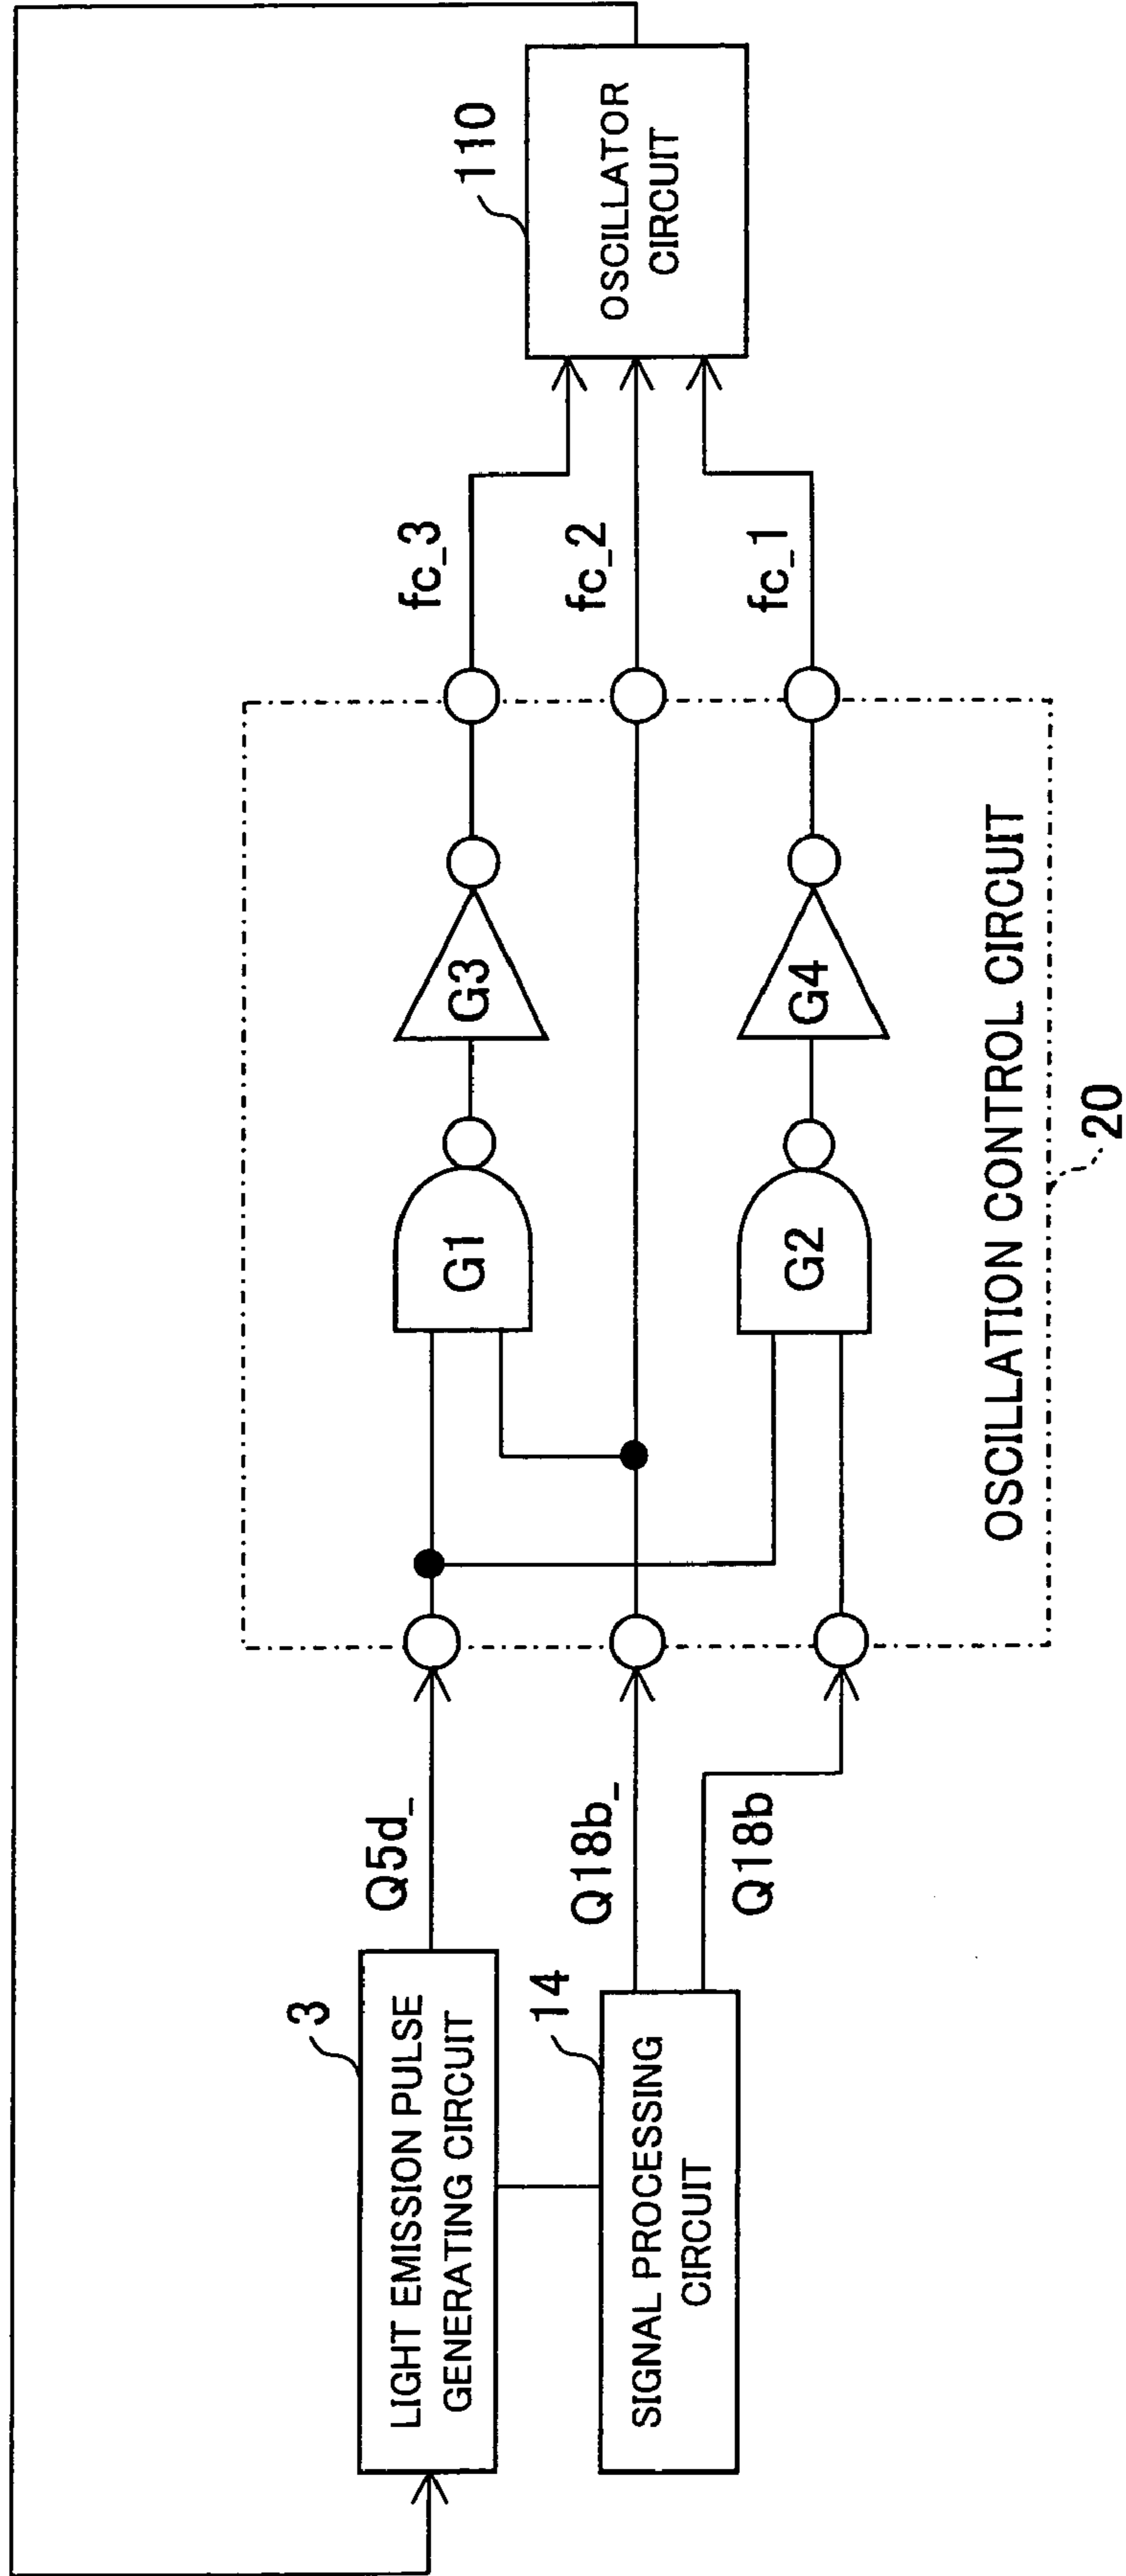 3
LIGHT EMISSION PULSE
GENERATING CIRCUIT
14
SIGNAL PROCESSING
CIRCUIT
Q5d_
Q18b_
Q18b
G1
G2
G3
G4
OSCILLATION CONTROL CIRCUIT
20
fc_3
fc_2
fc_1
110
OSCILLATOR
CIRCUIT